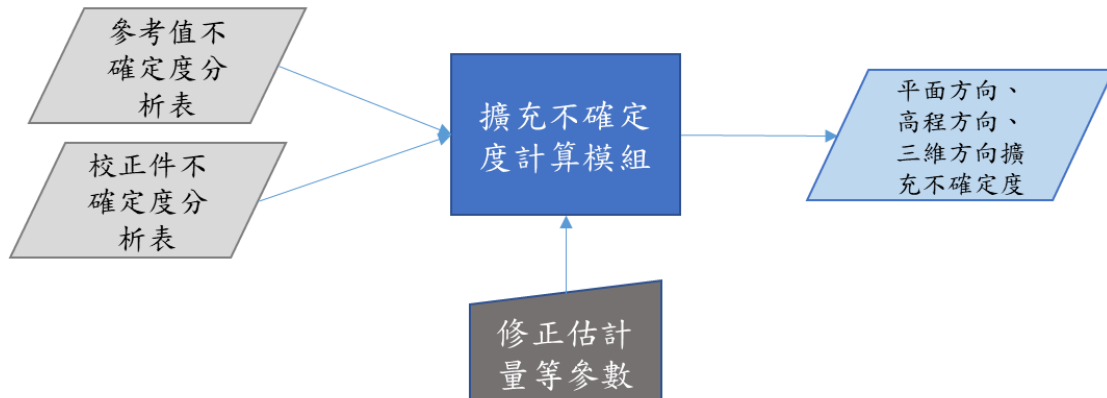 參考值不
確定度分
析表
校正件不
確定度分
析表
擴充不確定
度計算模組
修正估計
量等參數
平面方向、
高程方向、
三維方向擴
充不確定度